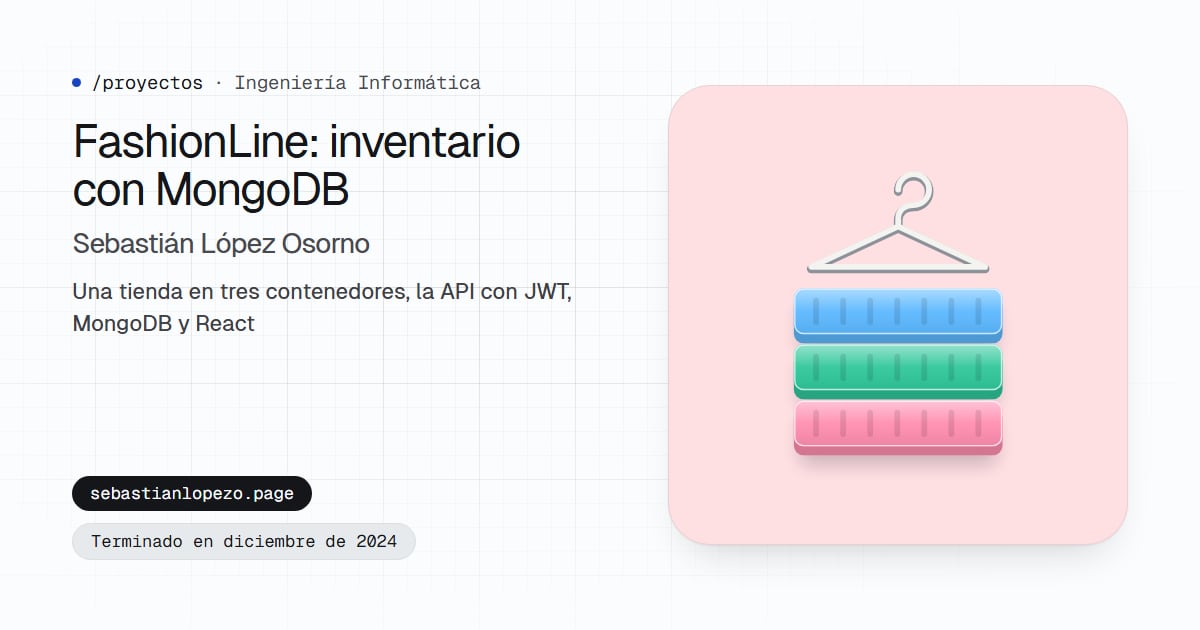 /proyectos · Ingeniería Informática
FashionLine: inventario
con MongoDB
Sebastián López Osorno
Una tienda en tres contenedores, la API con JWT,
MongoDB y React
sebastianlopezo.page
Terminado en diciembre de 2024